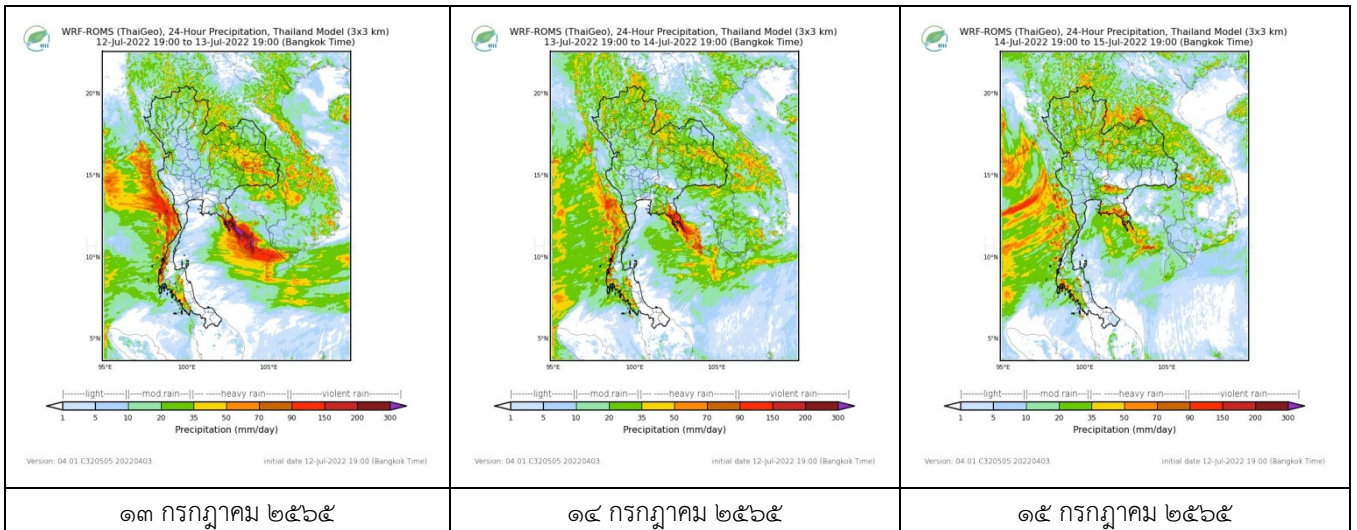 HII
WRF-ROMS (ThaiGeo), 24-Hour Precipitation, Thailand Model (3x3 km)
12-Jul-2022 19:00 to 13-Jul-2022 19:00 (Bangkok Time)
20°N
15°N
10°N
5°N
95°E 100°E 105°E
|-------light------||---mod.rain---||--- heavy rain----||------violent rain-------|
1 5 10 20 35 50 70 90 150 200 300
Precipitation (mm/day)
Version: 04.01.C320505.20220403 initial date 12-Jul-2022 19:00 (Bangkok Time)
๑๓ กรกฎาคม ๒๕๖๕
HII
WRF-ROMS (ThaiGeo), 24-Hour Precipitation, Thailand Model (3x3 km)
13-Jul-2022 19:00 to 14-Jul-2022 19:00 (Bangkok Time)
20°N
15°N
10°N
5°N
95°E 100°E 105°E
|-------light------||---mod.rain---||--- heavy rain----||------violent rain-------|
1 5 10 20 35 50 70 90 150 200 300
Precipitation (mm/day)
Version: 04.01.C320505.20220403 initial date 12-Jul-2022 19:00 (Bangkok Time)
๑๔ กรกฎาคม ๒๕๖๕
HII
WRF-ROMS (ThaiGeo), 24-Hour Precipitation, Thailand Model (3x3 km)
14-Jul-2022 19:00 to 15-Jul-2022 19:00 (Bangkok Time)
20°N
15°N
10°N
5°N
95°E 100°E 105°E
|-------light------||---mod.rain---||--- heavy rain----||------violent rain-------|
1 5 10 20 35 50 70 90 150 200 300
Precipitation (mm/day)
Version: 04.01.C320505.20220403 initial date 12-Jul-2022 19:00 (Bangkok Time)
๑๕ กรกฎาคม ๒๕๖๕